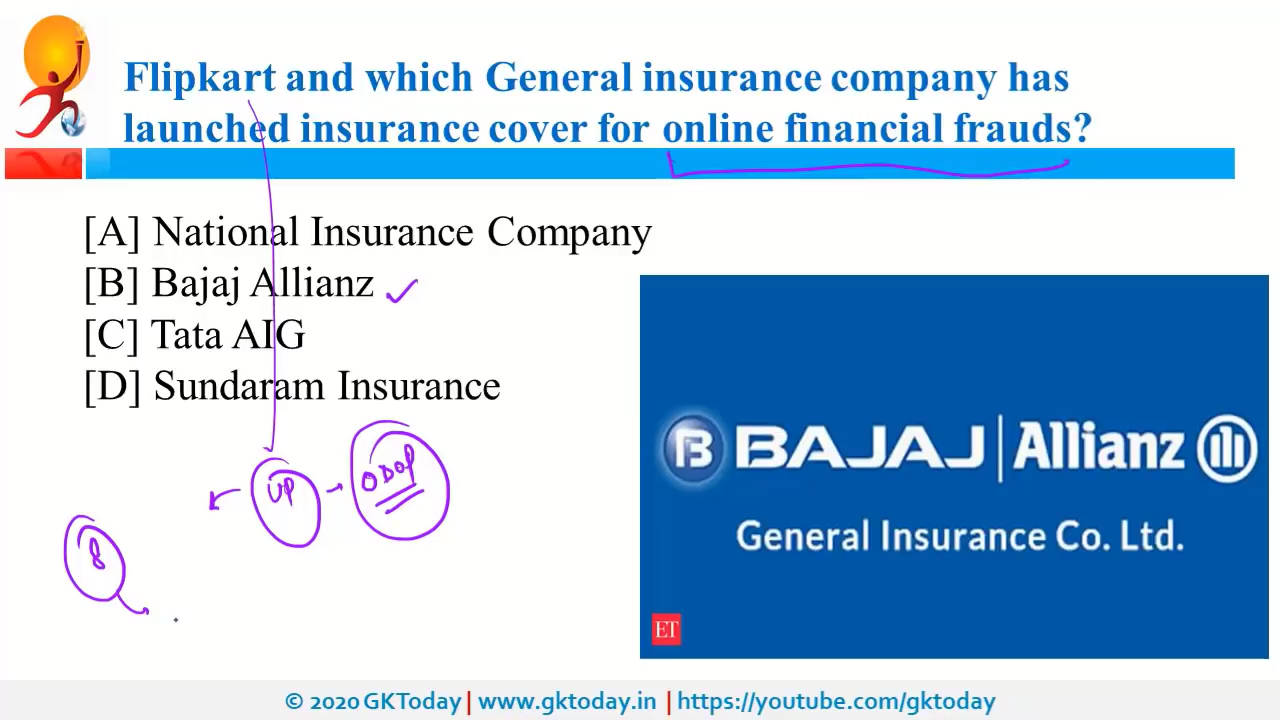 Flipkart and which General insurance company has
launched insurance cover for online financial frauds?
[A] National Insurance Company
[B] Bajaj Allianz
[C] Tata AIG
[D] Sundaram Insurance
B BAJAJ Allianz
General Insurance Co. Ltd.
UP
ODOP
8
ET
© 2020 GKToday | www.gktoday.in | https://youtube.com/gktoday